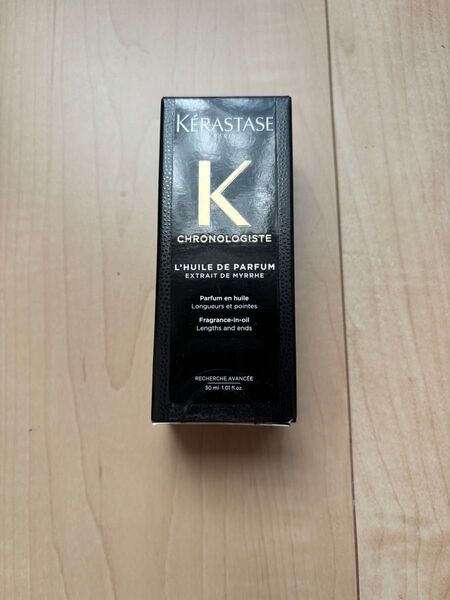 KÉRASTASE
PARIS
K
CHRONOLOGISTE
L'HUILE DE PARFUM
EXTRAIT DE MYRRHE
Parfum en huile
Longueurs et pointes
Fragrance-in-oil
Lengths and ends
RECHERCHE AVANCÉE
30 ml 1.01 fl.oz.